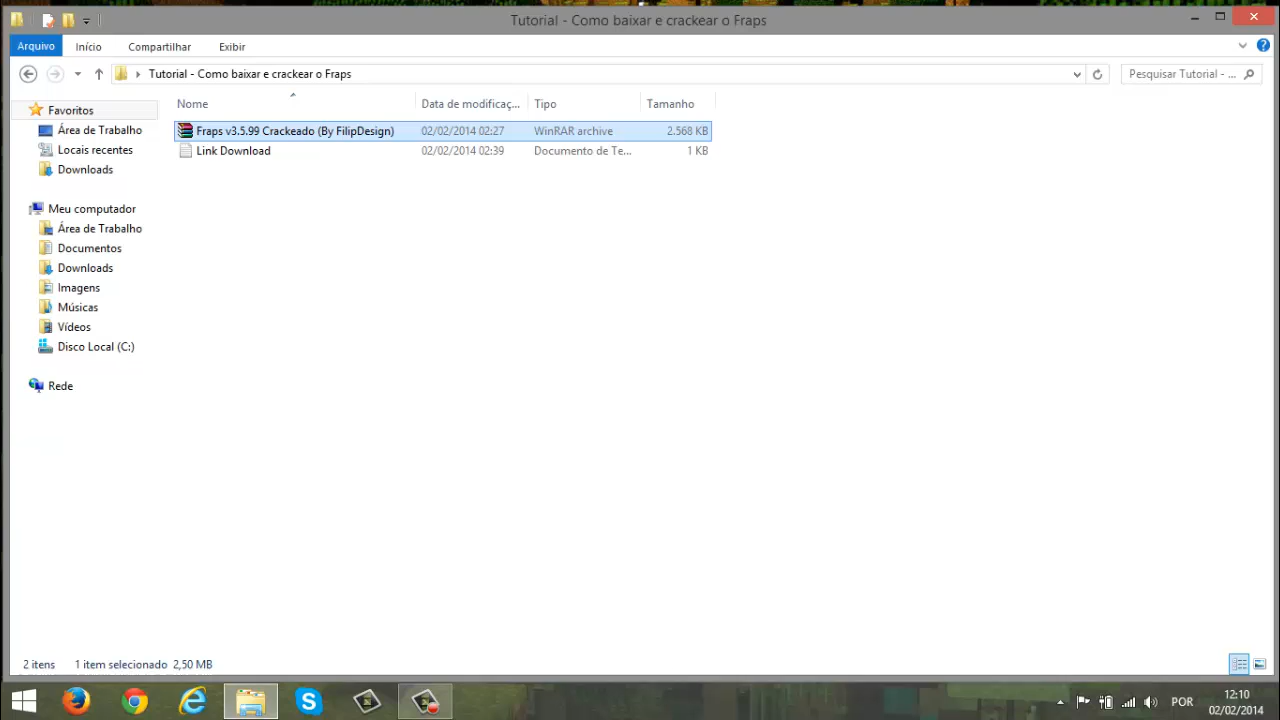 Tutorial - Como baixar e crackear o Fraps
Arquivo Início Compartilhar Exibir
Tutorial - Como baixar e crackear o Fraps
Pesquisar Tutorial - ...
Nome Data de modificaç... Tipo Tamanho
Fraps v3.5.99 Crackeado (By FilipDesign) 02/02/2014 02:27 WinRAR archive 2.568 KB
Link Download 02/02/2014 02:39 Documento de Te... 1 KB
Favoritos
Área de Trabalho
Locais recentes
Downloads
Meu computador
Área de Trabalho
Documentos
Downloads
Imagens
Músicas
Vídeos
Disco Local (C:)
Rede
2 itens 1 item selecionado 2,50 MB
POR
12:10
02/02/2014